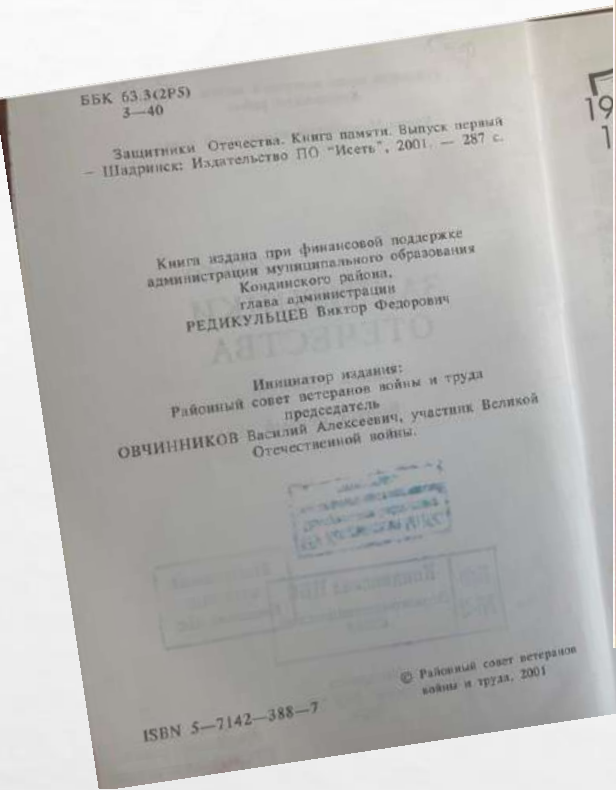 ББК 63.3(2Р5)
З—40
Защитники Отечества. Книга памяти. Выпуск первый
— Шадринск: Издательство ПО "Исеть", 2001. — 287 с.
Книга издана при финансовой поддержке
администрации муниципального образования
Кондинского района,
глава администрации
РЕДИКУЛЬЦЕВ Виктор Федорович
Инициатор издания:
Районный совет ветеранов войны и труда
председатель
ОВЧИННИКОВ Василий Алексеевич, участник Великой
Отечественной войны.
© Районный совет ветеранов
войны и труда, 2001
ISBN 5—7142—388—7
19
1